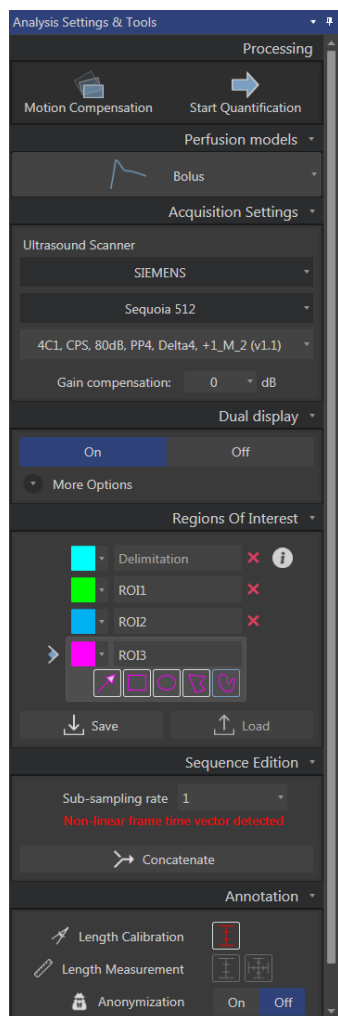 Analysis Settings & Tools
Processing
Motion Compensation
Start Quantification
Perfusion models
Bolus
Acquisition Settings
Ultrasound Scanner
SIEMENS
Sequoia 512
4C1, CPS, 80dB, PP4, Delta4, +1_M_2 (v1.1)
Gain compensation: 0 dB
Dual display
On Off
More Options
Regions Of Interest
Delimitation
ROI1
ROI2
ROI3
Save Load
Sequence Edition
Sub-sampling rate 1
Non-linear frame time vector detected
Concatenate
Annotation
Length Calibration
Length Measurement
Anonymization On Off